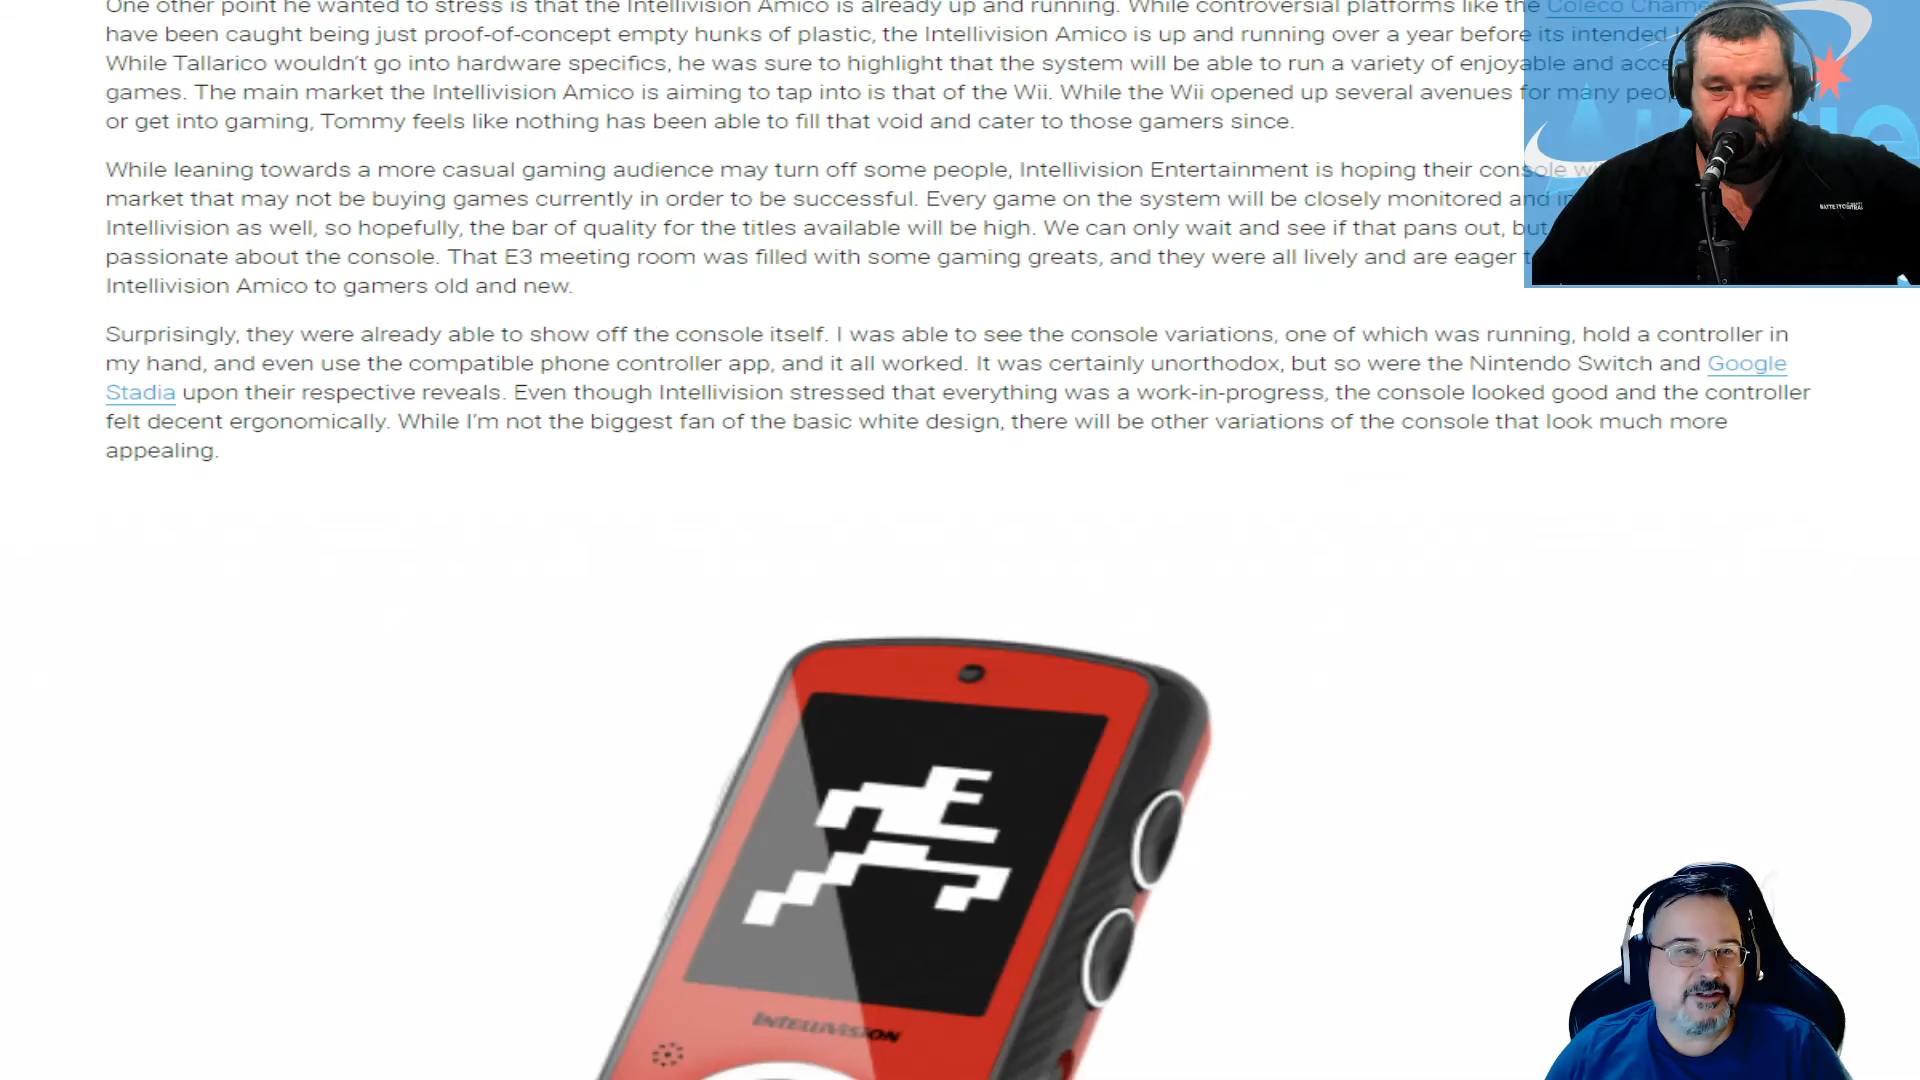 One other point he wanted to stress is that the Intellivision Amico is already up and running. While controversial platforms like the Coleco
have been caught being just proof-of-concept empty hunks of plastic, the Intellivision Amico is up and running over a year before its intended
While Tallarico wouldn't go into hardware specifics, he was sure to highlight that the system will be able to run a variety of enjoyable and
games. The main market the Intellivision Amico is aiming to tap into is that of the Wii. While the Wii opened up several avenues for many
or get into gaming, Tommy feels like nothing has been able to fill that void and cater to those gamers since.
While leaning towards a more casual gaming audience may turn off some people, Intellivision Entertainment is hoping their console
market that may not be buying games currently in order to be successful. Every game on the system will be closely monitored and
Intellivision as well, so hopefully, the bar of quality for the titles available will be high. We can only wait and see if that pans out, but
passionate about the console. That E3 meeting room was filled with some gaming greats, and they were all lively and are eager
Intellivision Amico to gamers old and new.
Surprisingly, they were already able to show off the console itself. I was able to see the console variations, one of which was running, hold a controller in
my hand, and even use the compatible phone controller app, and it all worked. It was certainly unorthodox, but so were the Nintendo Switch and Google
Stadia upon their respective reveals. Even though Intellivision stressed that everything was a work-in-progress, the console looked good and the controller
felt decent ergonomically. While I'm not the biggest fan of the basic white design, there will be other variations of the console that look much more
appealing.
INTELLIVISION